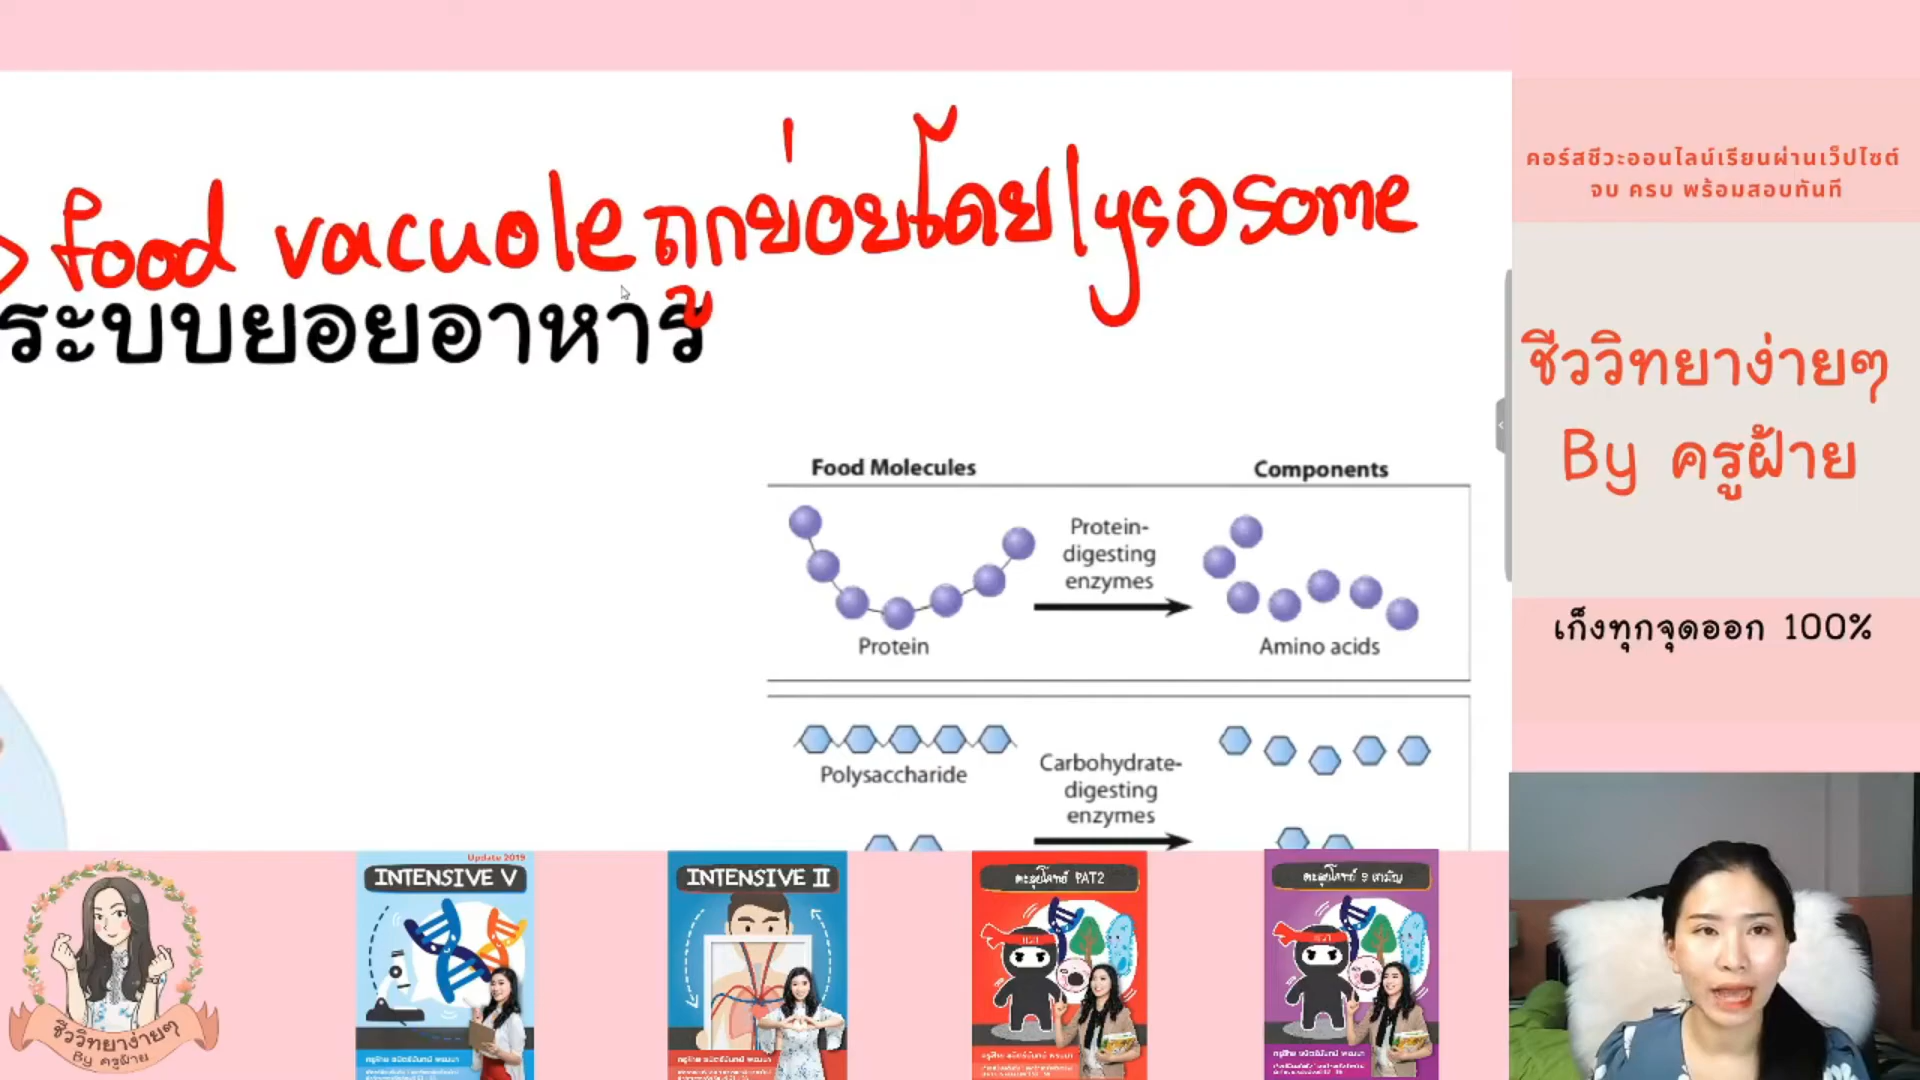 food vacuole ถูกย่อยโดย lysosome
ระบบยอยอาหาร
Food Molecules
Components
Protein-
digesting
enzymes
Protein
Amino acids
Polysaccharide
Carbohydrate-
digesting
enzymes
คอร์สชีวะออนไลน์เรียนผ่านเว็ปไซต์
จบ ครบ พร้อมสอบทันที
ชีววิทยาง่ายๆ
By ครูฝ้าย
เก็งทุกจุดออก 100%
ชีววิทยาง่ายๆ
By ครูฝ้าย
Update 2019
INTENSIVE V
INTENSIVE II
ตะลุยโจทย์ PAT2
ตะลุยโจทย์ 9 สามัญ